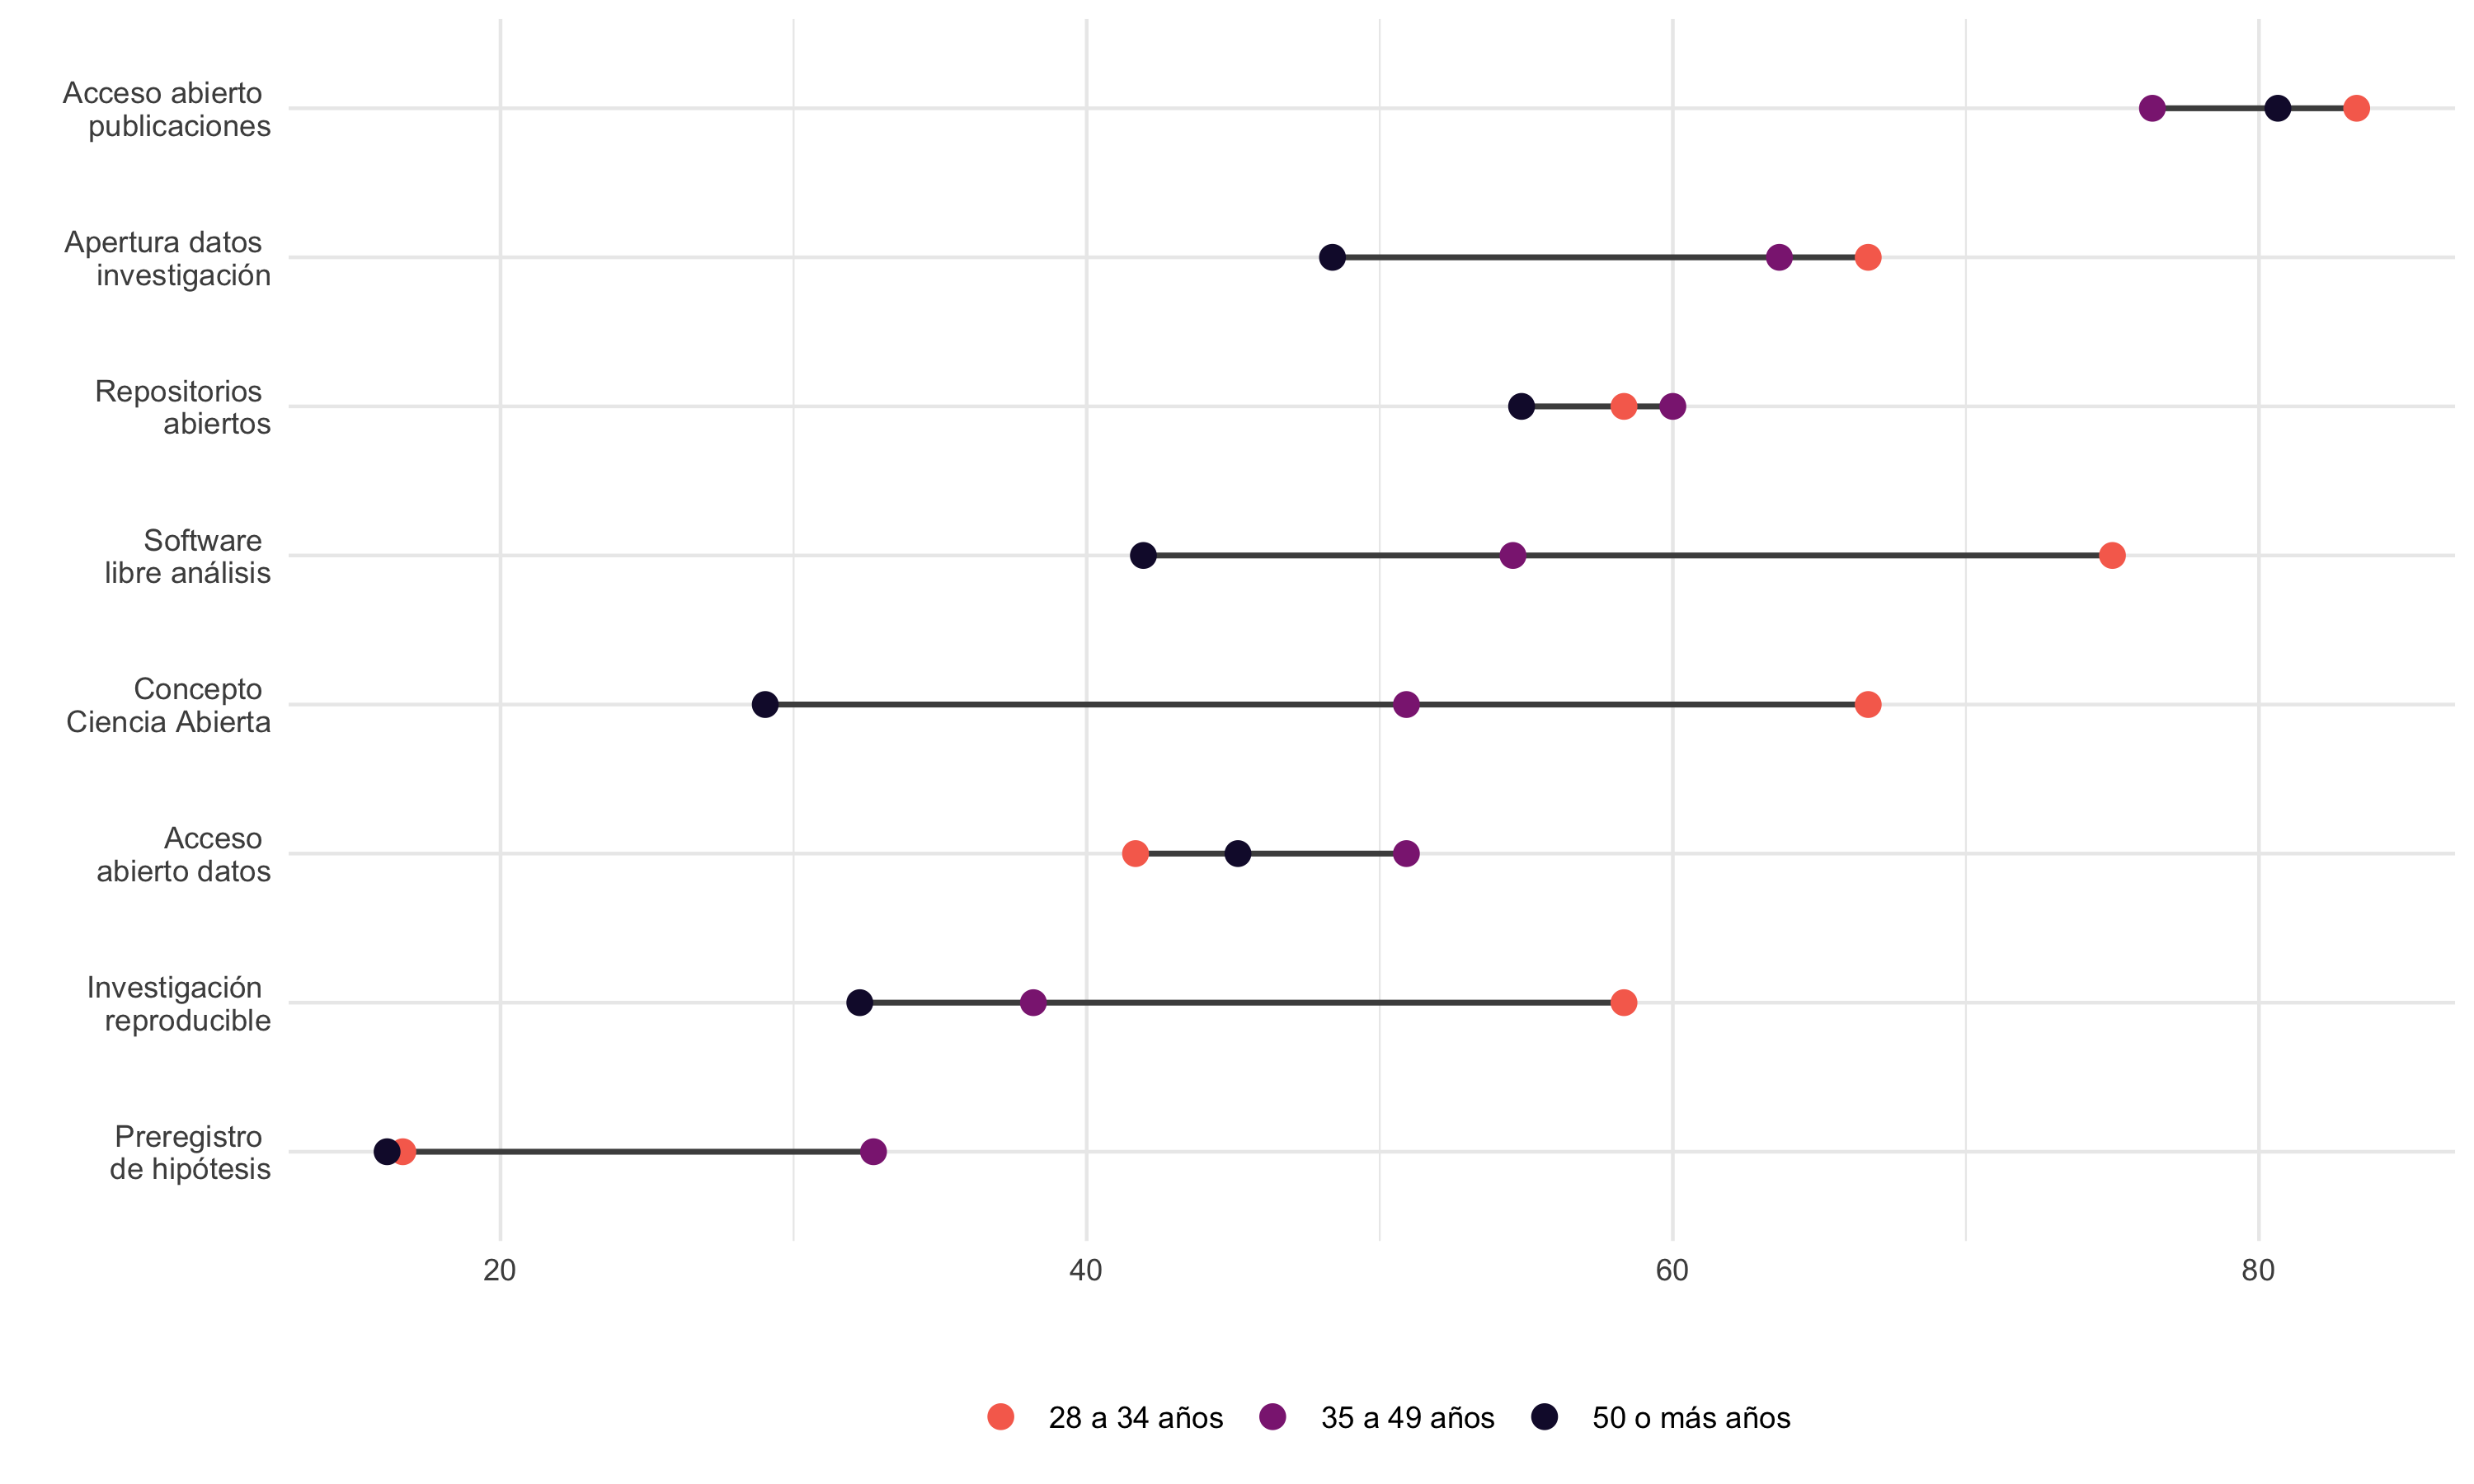 Acceso abierto
publicaciones
Apertura datos
investigación
Repositorios
abiertos
Software
libre análisis
Concepto
Ciencia Abierta
Acceso
abierto datos
Investigación
reproducible
Preregistro
de hipótesis
20 40 60 80
28 a 34 años 35 a 49 años 50 o más años